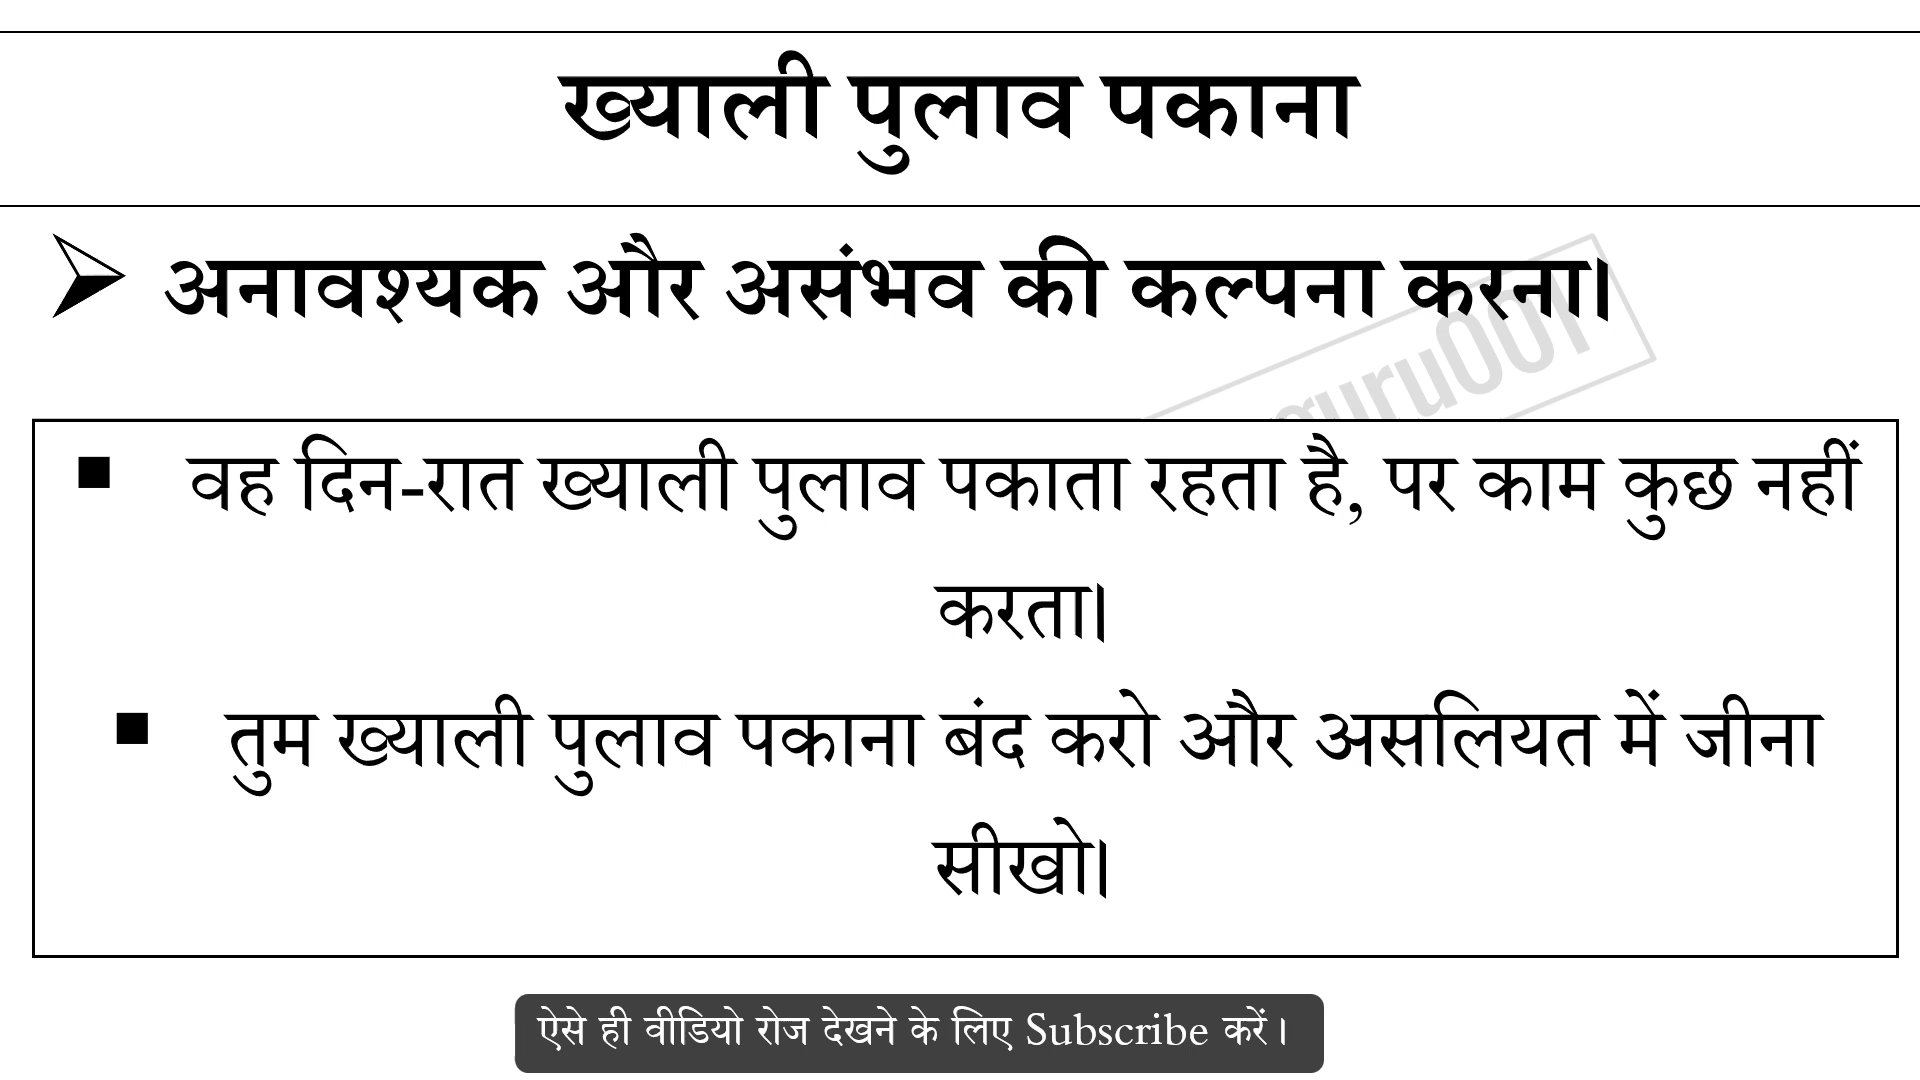 ख्याली पुलाव पकाना
अनावश्यक और असंभव की कल्पना करना।
guru001
वह दिन-रात ख्याली पुलाव पकाता रहता है, पर काम कुछ नहीं
करता।
तुम ख्याली पुलाव पकाना बंद करो और असलियत में जीना
सीखो।
ऐसे ही वीडियो रोज देखने के लिए Subscribe करें।